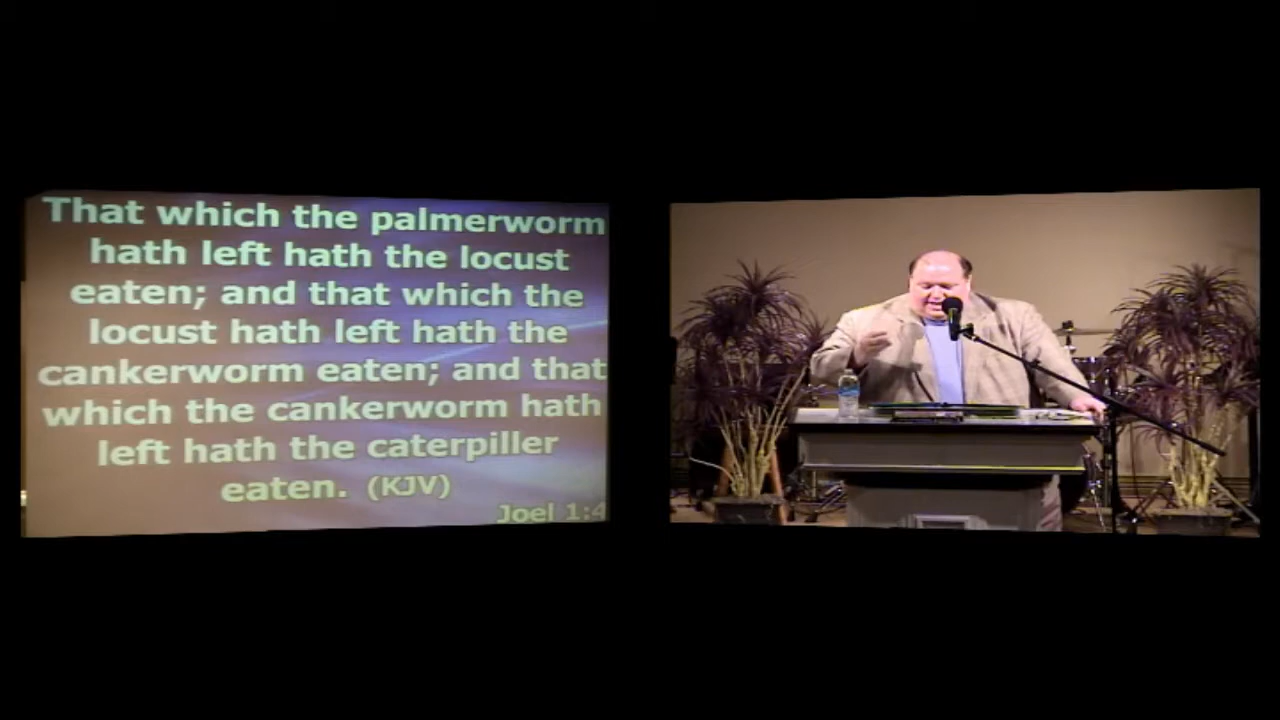 That which the palmerworm
hath left hath the locust
eaten; and that which the
locust hath left hath the
cankerworm eaten; and that
which the cankerworm hath
left hath the caterpiller
eaten. (KJV)
Joel 1:4